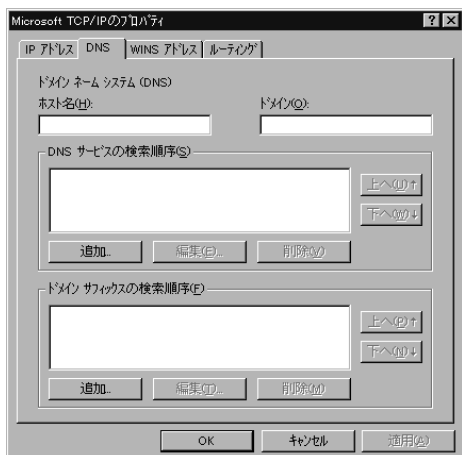 Microsoft TCP/IPのプロパティ
IP アドレス DNS WINS アドレス ルーティング
ドメイン ネーム システム (DNS)
ホスト名(H): ドメイン(O):
DNS サービスの検索順序(S)
上へ(U)↑
下へ(W)↓
追加... 編集(E)... 削除(V)
ドメイン サフィックスの検索順序(F)
上へ(P)↑
下へ(N)↓
追加... 編集(T)... 削除(M)
OK キャンセル 適用(A)